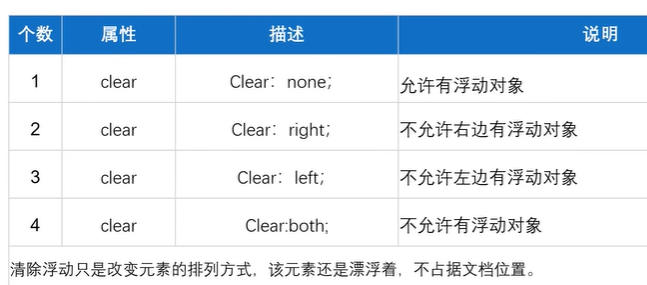 个数 属性 描述 说明
1 clear Clear：none； 允许有浮动对象
2 clear Clear：right； 不允许右边有浮动对象
3 clear Clear：left； 不允许左边有浮动对象
4 clear Clear:both; 不允许有浮动对象
清除浮动只是改变元素的排列方式，该元素还是漂浮着，不占据文档位置。